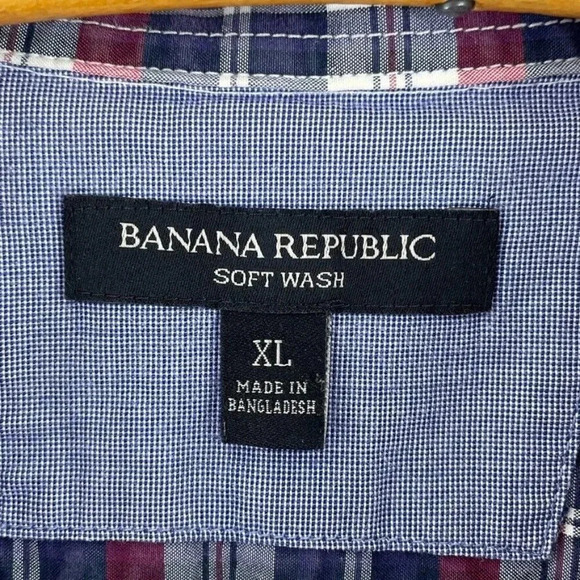 BANANA REPUBLIC
SOFT WASH
XL
MADE IN
BANGLADESH